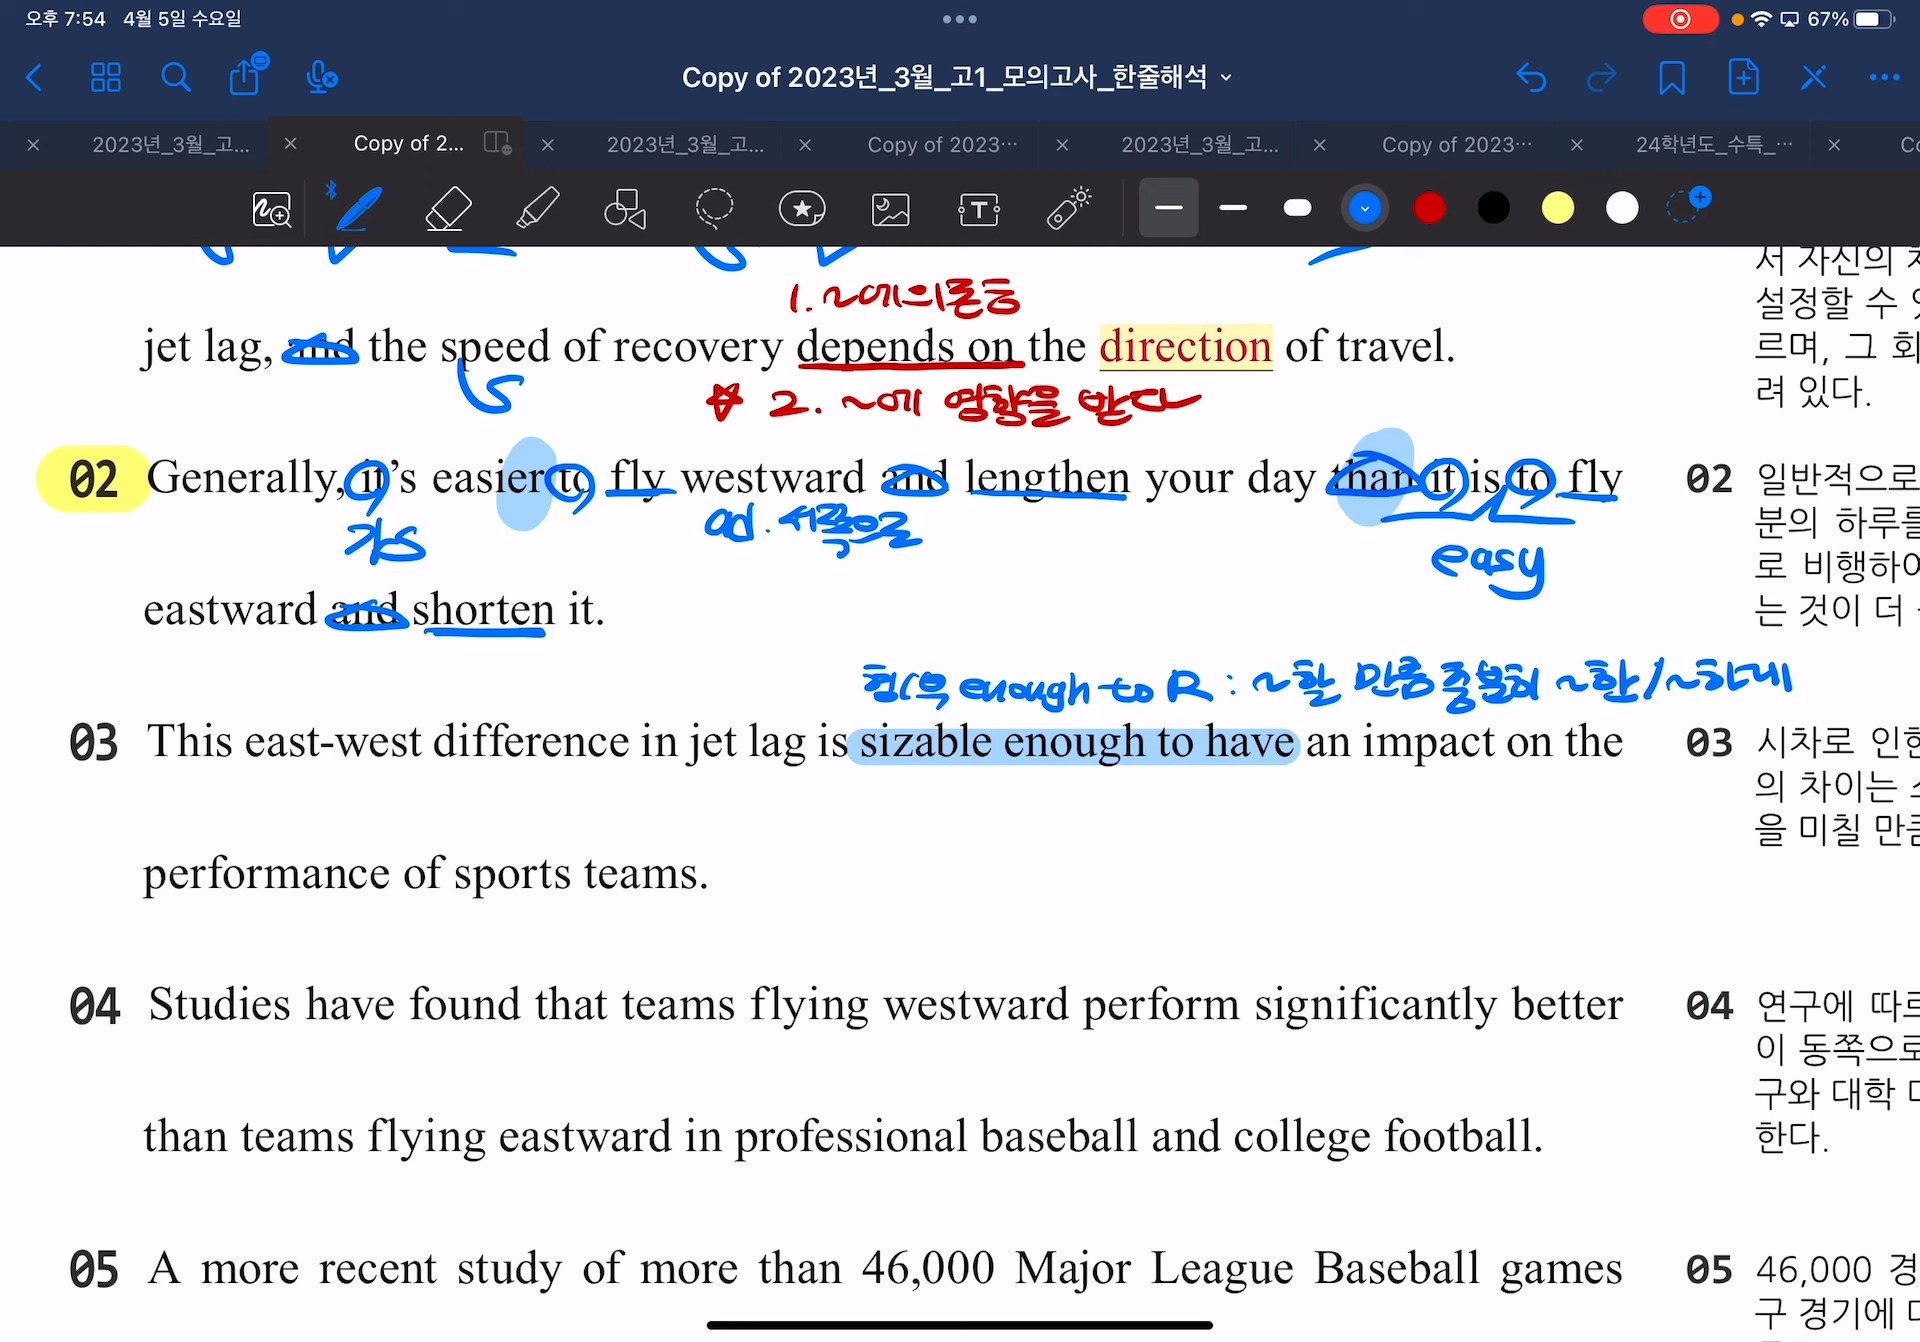 오후 7:54 4월 5일 수요일
67%
Copy of 2023년_3월_고1_모의고사_한줄해석
2023년_3월_고... Copy of 2... 2023년_3월_고... Copy of 2023... 2023년_3월_고... Copy of 2023... 24학년도_수특_...
1. ~에 의존
jet lag, and the speed of recovery depends on the direction of travel.
S
2. ~에 영향을 받다
02 Generally, it's easier to fly westward and lengthen your day than it is to fly
가S
ad. 서쪽으로
easy
eastward and shorten it.
형/부 enough to R : ~할 만큼 충분히 ~한/~하게
03 This east-west difference in jet lag is sizable enough to have an impact on the
performance of sports teams.
04 Studies have found that teams flying westward perform significantly better
than teams flying eastward in professional baseball and college football.
05 A more recent study of more than 46,000 Major League Baseball games
서 자신의
설정할 수
르며, 그 회
려 있다.
02 일반적으로
분의 하루를
로 비행하여
는 것이 더
03 시차로 인한
의 차이는
을 미칠 만큼
04 연구에 따르
이 동쪽으로
구와 대학
한다.
05 46,000 경
구 경기에